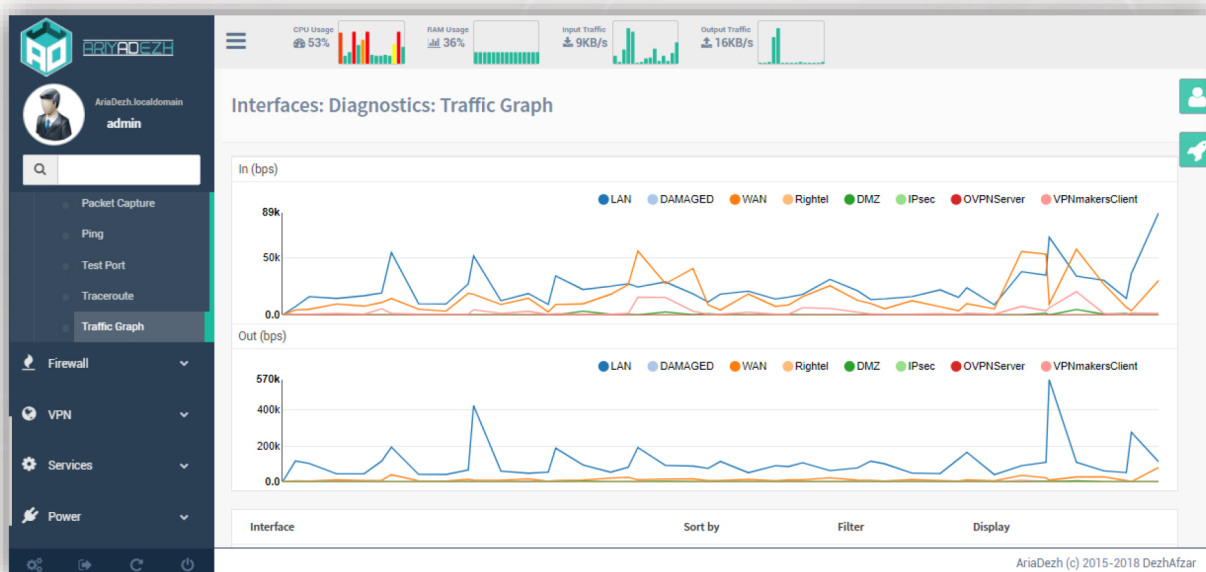 ARIYADEZH
AriaDezh.localdomain
admin
Packet Capture
Ping
Test Port
Traceroute
Traffic Graph
Firewall
VPN
Services
Power
CPU Usage
53%
RAM Usage
36%
Input Traffic
9KB/s
Output Traffic
16KB/s
Interfaces: Diagnostics: Traffic Graph
In (bps)
LAN DAMAGED WAN Rightel DMZ IPsec OVPNServer VPNmakersClient
89k
50k
0.0
Out (bps)
LAN DAMAGED WAN Rightel DMZ IPsec OVPNServer VPNmakersClient
570k
400k
200k
0.0
Interface Sort by Filter Display
AriaDezh (c) 2015-2018 DezhAfzar